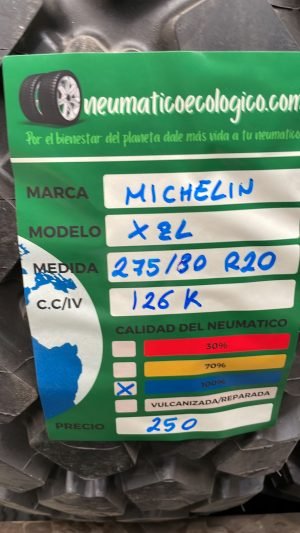 neumaticoecologico.com
Por el bienestar del planeta dale más vida a tu neumatico
MARCA MICHELIN
MODELO XZL
MEDIDA 275/80 R20
C.C/IV 126 K
CALIDAD DEL NEUMATICO
50%
70%
X 100%
VULCANIZADA/REPARADA
PRECIO 250